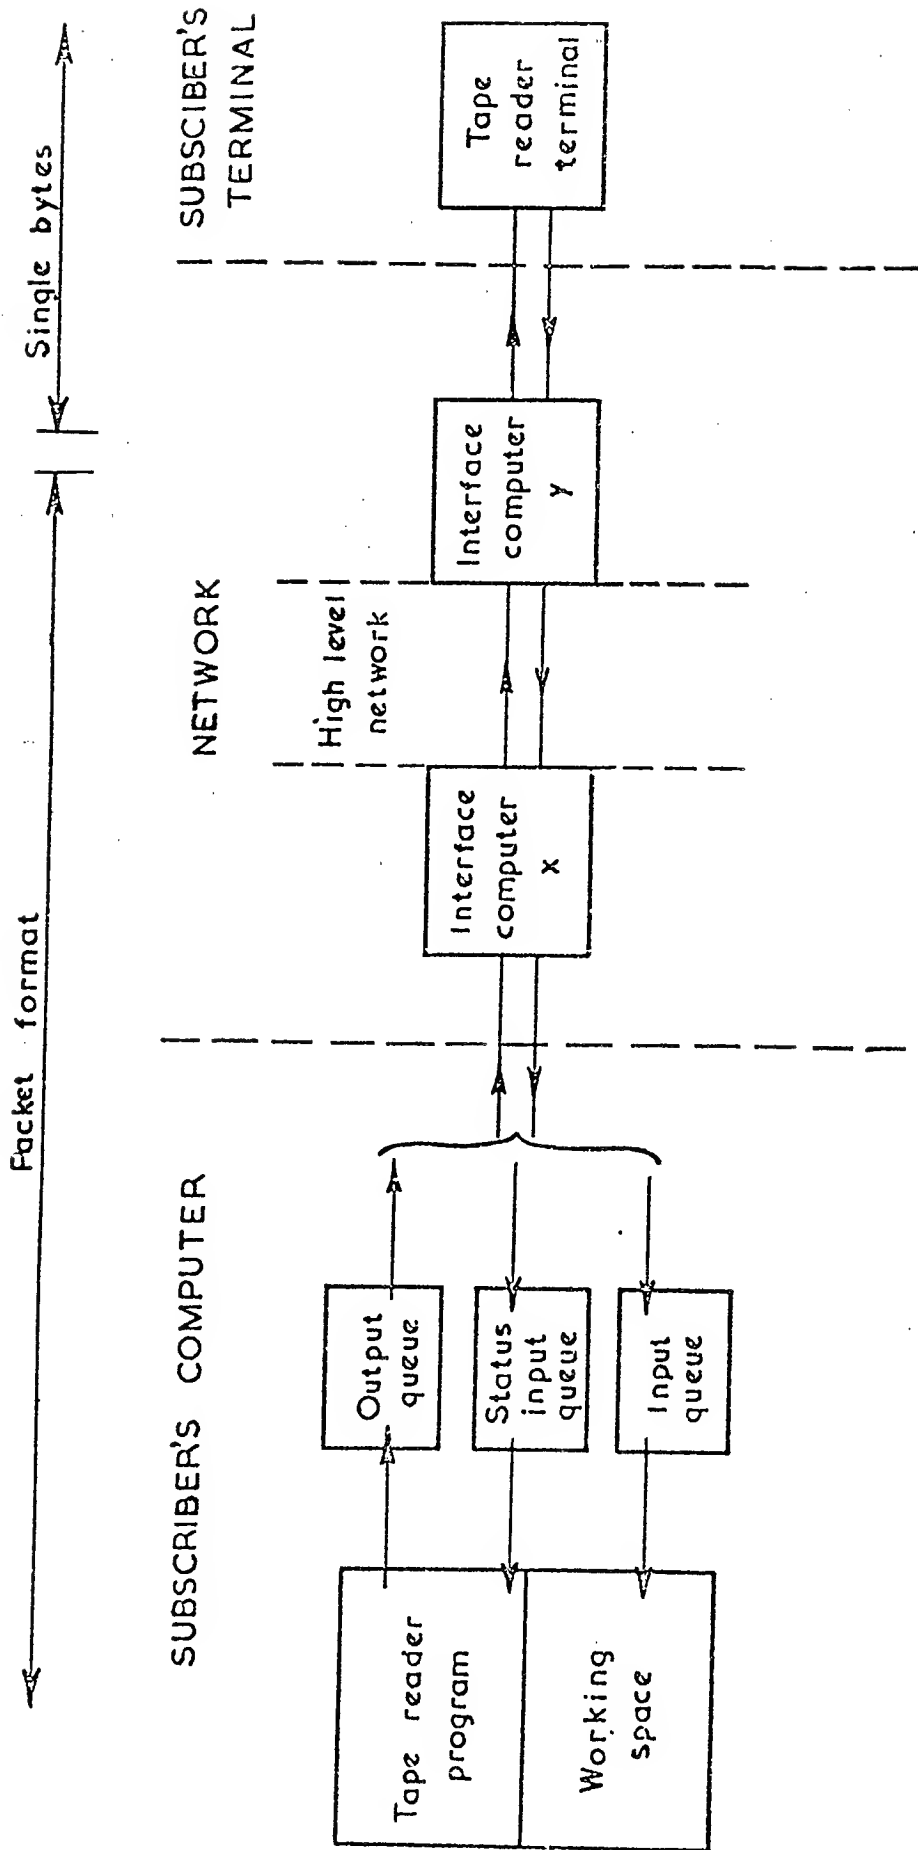 Packet format
Single bytes
SUBSCRIBER'S COMPUTER
NETWORK
SUBSCIBER'S
TERMINAL
High level
network
Tape reader
program
Working
space
Output
queue
Status
input
queue
Input
queue
Interface
computer
x
Interface
computer
y
Tape
reader
terminal